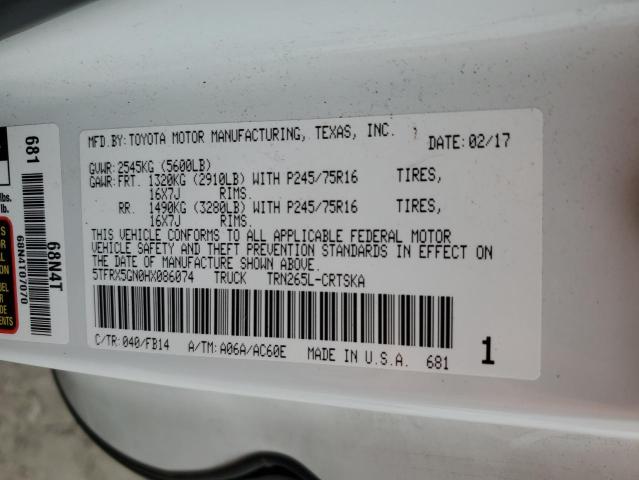 MFD.BY:TOYOTA MOTOR MANUFACTURING, TEXAS, INC. DATE:02/17
GVWR:2545KG (5600LB)
GAWR:FRT. 1320KG (2910LB) WITH P245/75R16 TIRES,
16X7J RIMS.
RR. 1490KG (3280LB) WITH P245/75R16 TIRES,
16X7J RIMS.
THIS VEHICLE CONFORMS TO ALL APPLICABLE FEDERAL MOTOR
VEHICLE SAFETY AND THEFT PREVENTION STANDARDS IN EFFECT ON
THE DATE OF MANUFACTURE SHOWN ABOVE.
5TFRX5GN0HX086074 TRUCK TRN265L-CRTSKA
C/TR:040/FB14 A/TM:A06A/AC60E MADE IN U.S.A. 681 1
681
68N4T
68N4T07070
lbs.
lb.